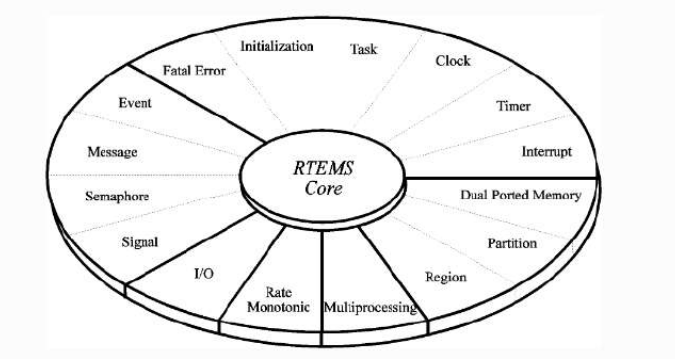 Initialization
Task
Clock
Fatal Error
Timer
Event
Interrupt
Message
RTEMS
Core
Semaphore
Dual Ported Memory
Signal
Partition
I/O
Region
Rate
Monotonic
Multiprocessing